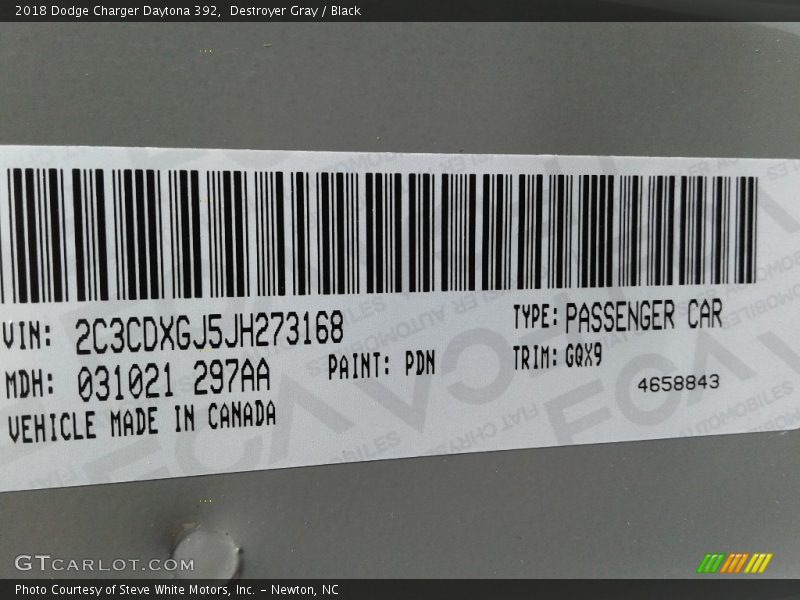 2018 Dodge Charger Daytona 392,  Destroyer Gray / Black
VIN: 2C3CDXGJ5JH273168
TYPE: PASSENGER CAR
MDH: 031021 297AA
PAINT: PDN
TRIM: GQX9
4658843
VEHICLE MADE IN CANADA
GTCARLOT.COM
Photo Courtesy of Steve White Motors, Inc. – Newton, NC